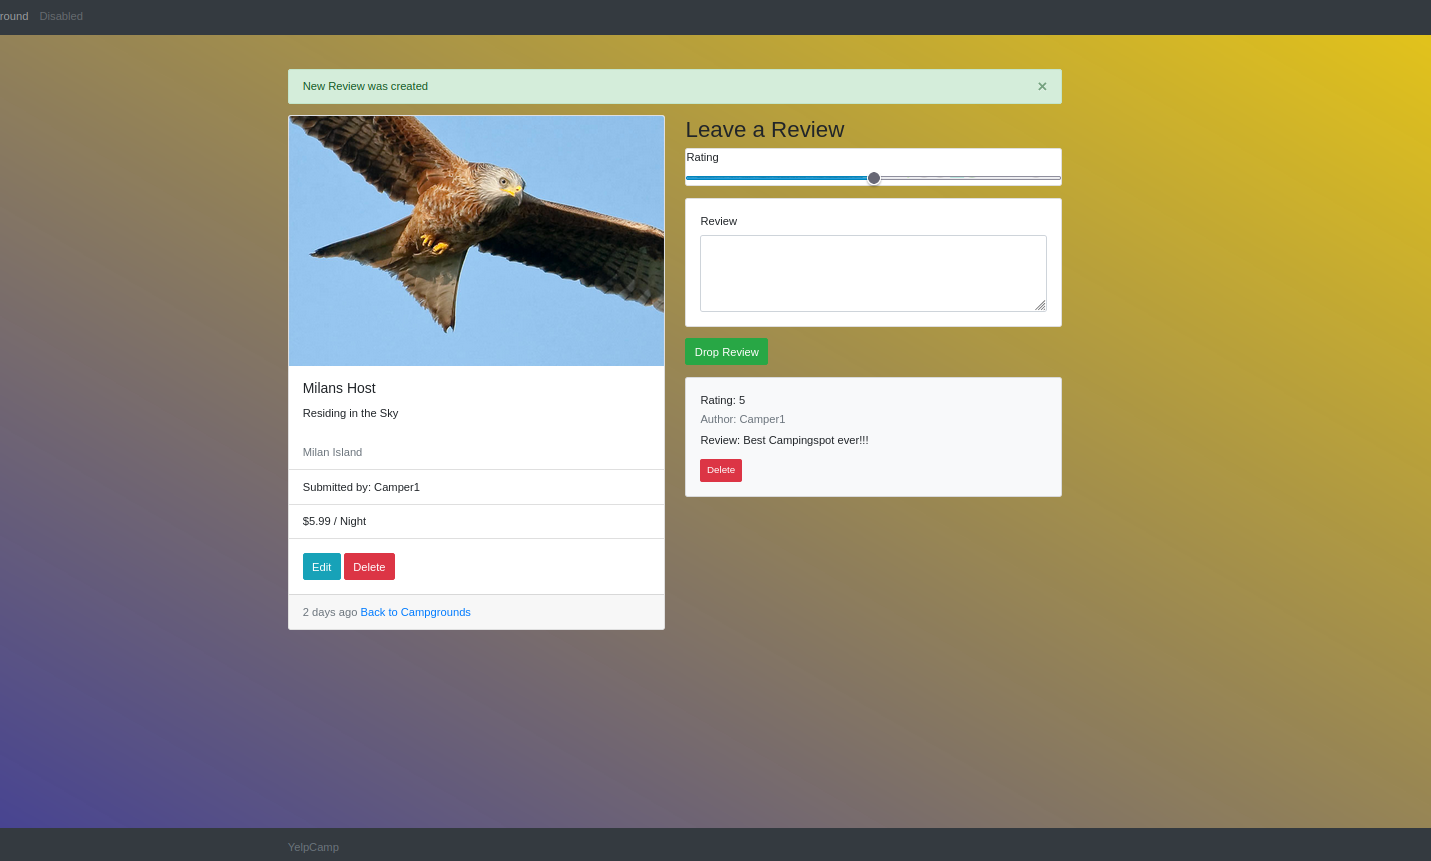 Disabled
New Review was created ×
Leave a Review
Rating
Review
Drop Review
Rating: 5
Author: Camper1
Review: Best Campingspot ever!!!
Delete
Milans Host
Residing in the Sky
Milan Island
Submitted by: Camper1
$5.99 / Night
Edit Delete
2 days ago Back to Campgrounds
YelpCamp